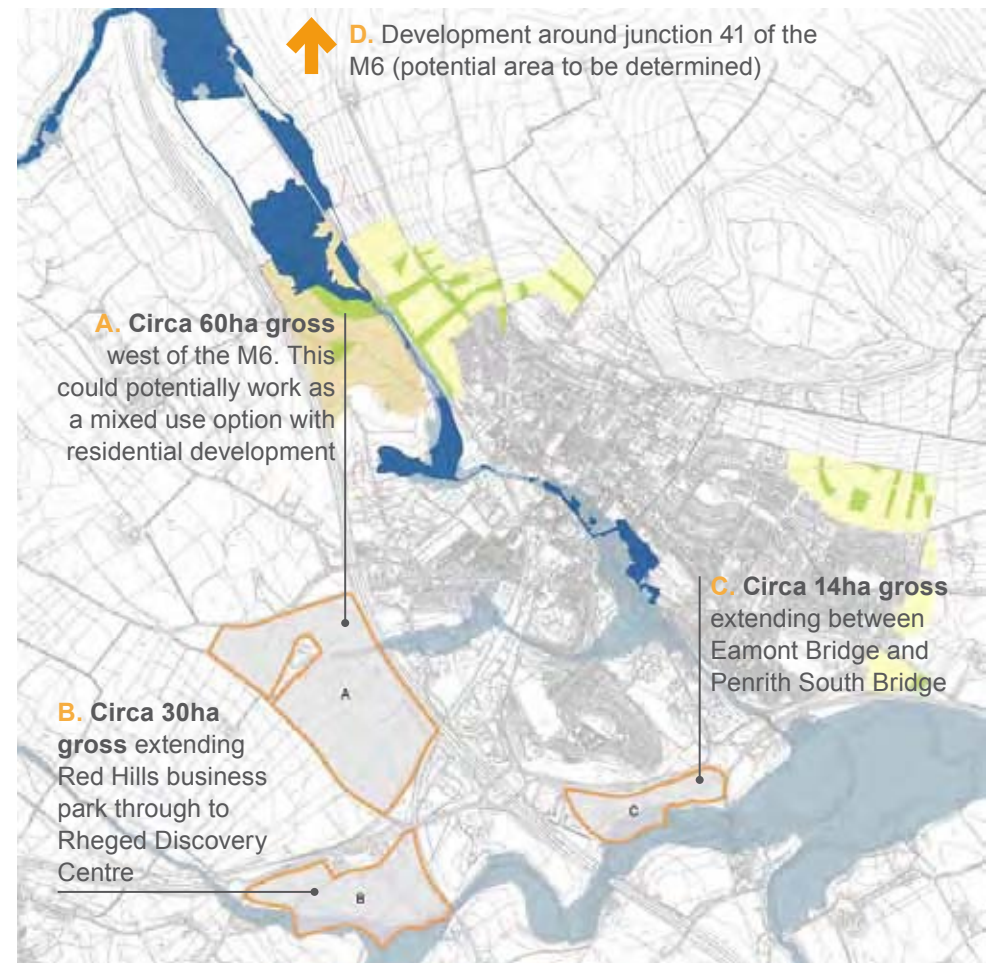 D. Development around junction 41 of the
M6 (potential area to be determined)
A. Circa 60ha gross
west of the M6. This
could potentially work as
a mixed use option with
residential development
C. Circa 14ha gross
extending between
Eamont Bridge and
Penrith South Bridge
B. Circa 30ha
gross extending
Red Hills business
park through to
Rheged Discovery
Centre
A
C
B